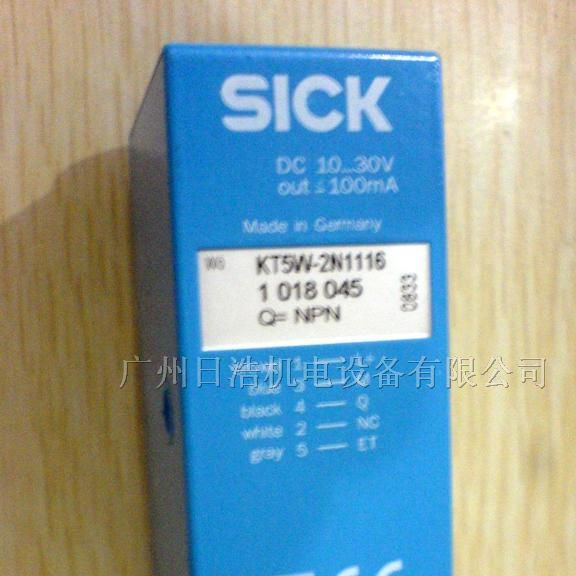 SICK
DC 10...30V
out ≤100mA
Made in Germany
KT5W-2N1116
1 018 045
Q= NPN
0833
广州日浩机电设备有限公司
1 — L+
black 4 — Q
white 2 — NC
gray 5 — ET